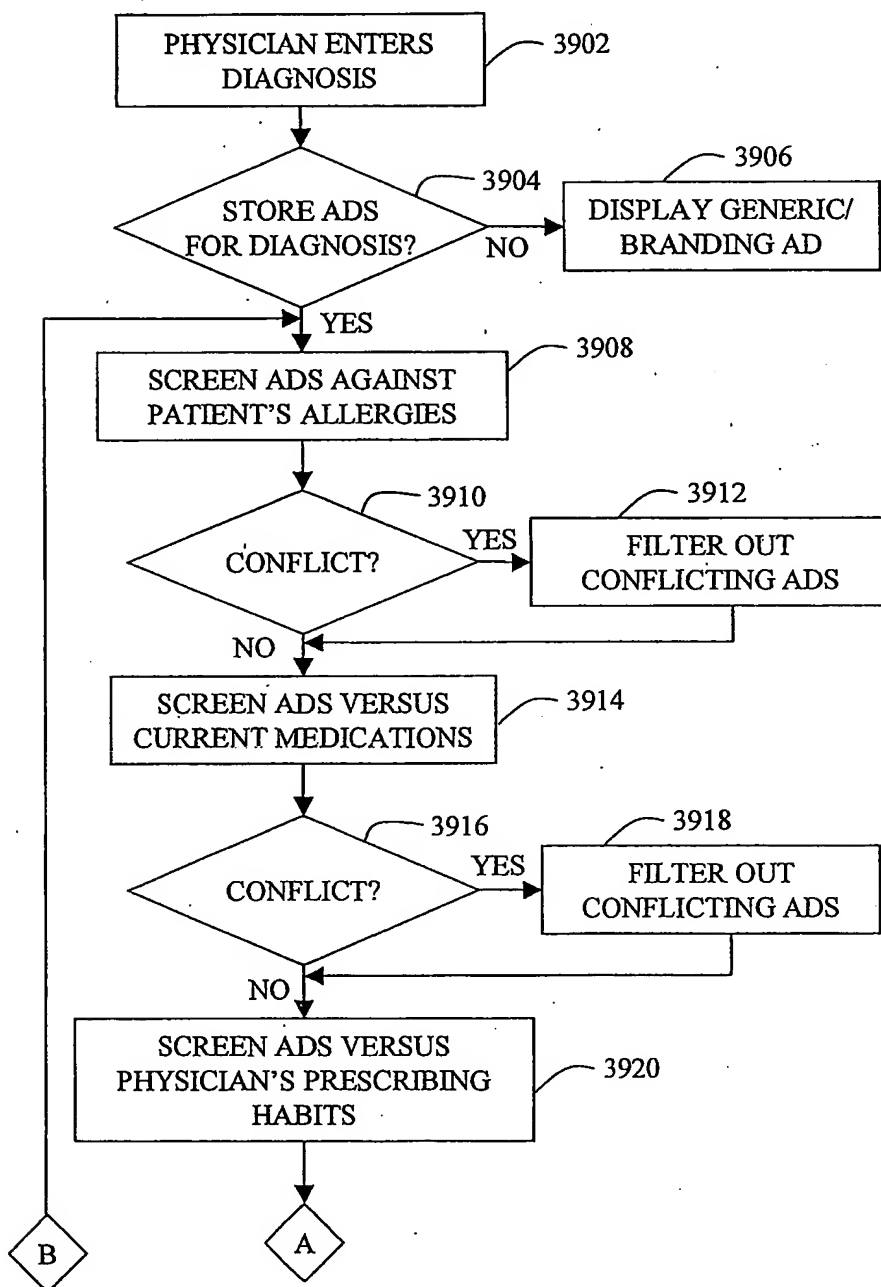 PHYSICIAN ENTERS
DIAGNOSIS
3902
STORE ADS
FOR DIAGNOSIS?
3904
NO
3906
DISPLAY GENERIC/
BRANDING AD
YES
SCREEN ADS AGAINST
PATIENT'S ALLERGIES
3908
CONFLICT?
3910
YES
3912
FILTER OUT
CONFLICTING ADS
NO
SCREEN ADS VERSUS
CURRENT MEDICATIONS
3914
CONFLICT?
3916
YES
3918
FILTER OUT
CONFLICTING ADS
NO
SCREEN ADS VERSUS
PHYSICIAN'S PRESCRIBING
HABITS
3920
B
A